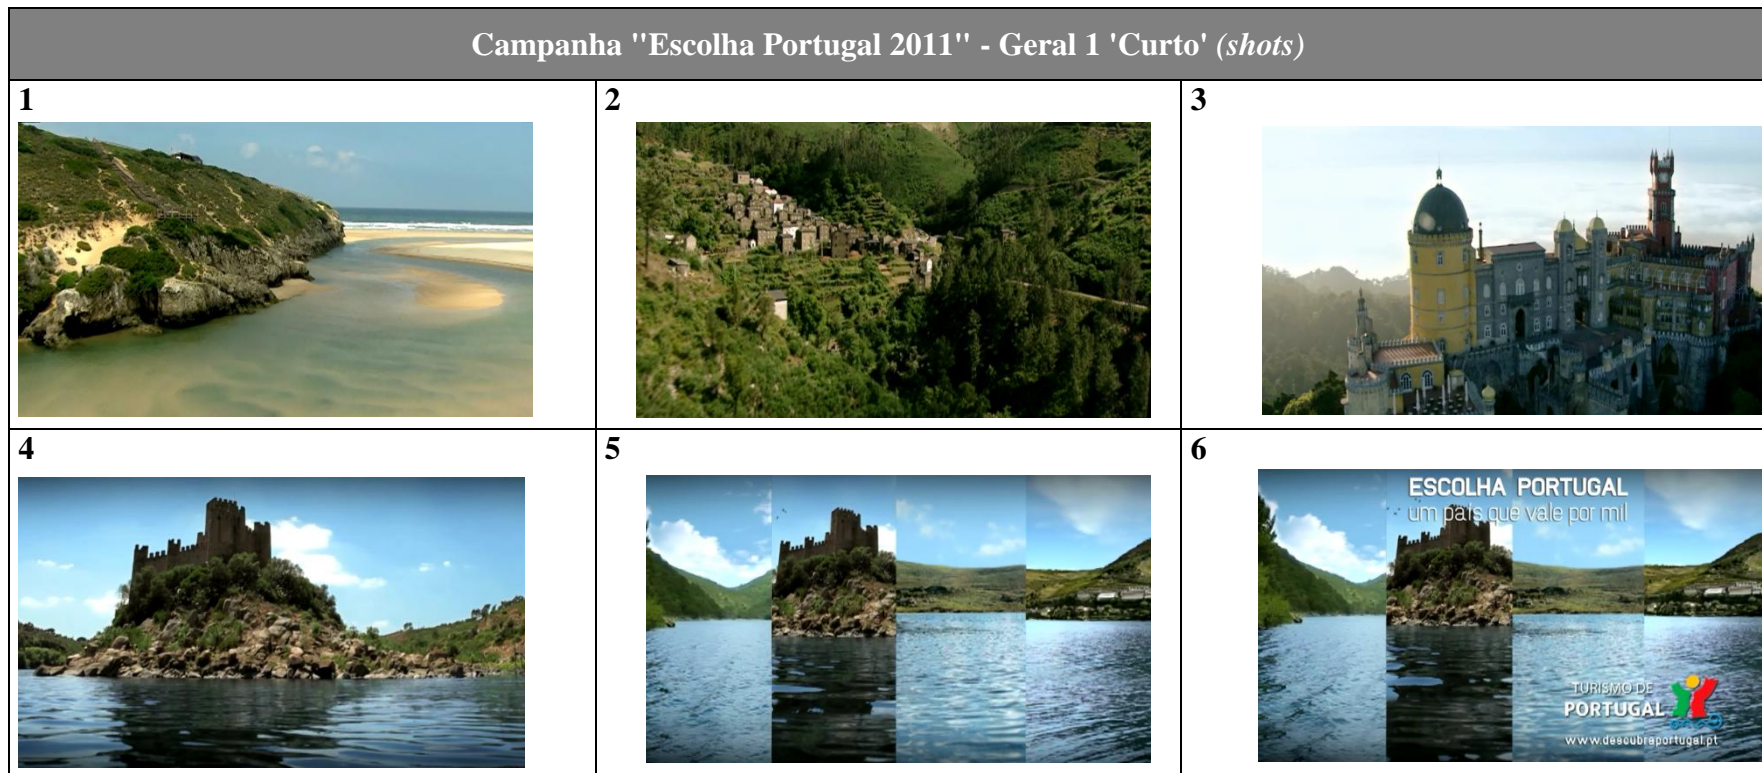 Campanha "Escolha Portugal 2011" - Geral 1 'Curto' (shots)
1
2
3
4
5
6
ESCOLHA PORTUGAL
um país que vale por mil
TURISMO DE
PORTUGAL
www.descubraportugal.pt